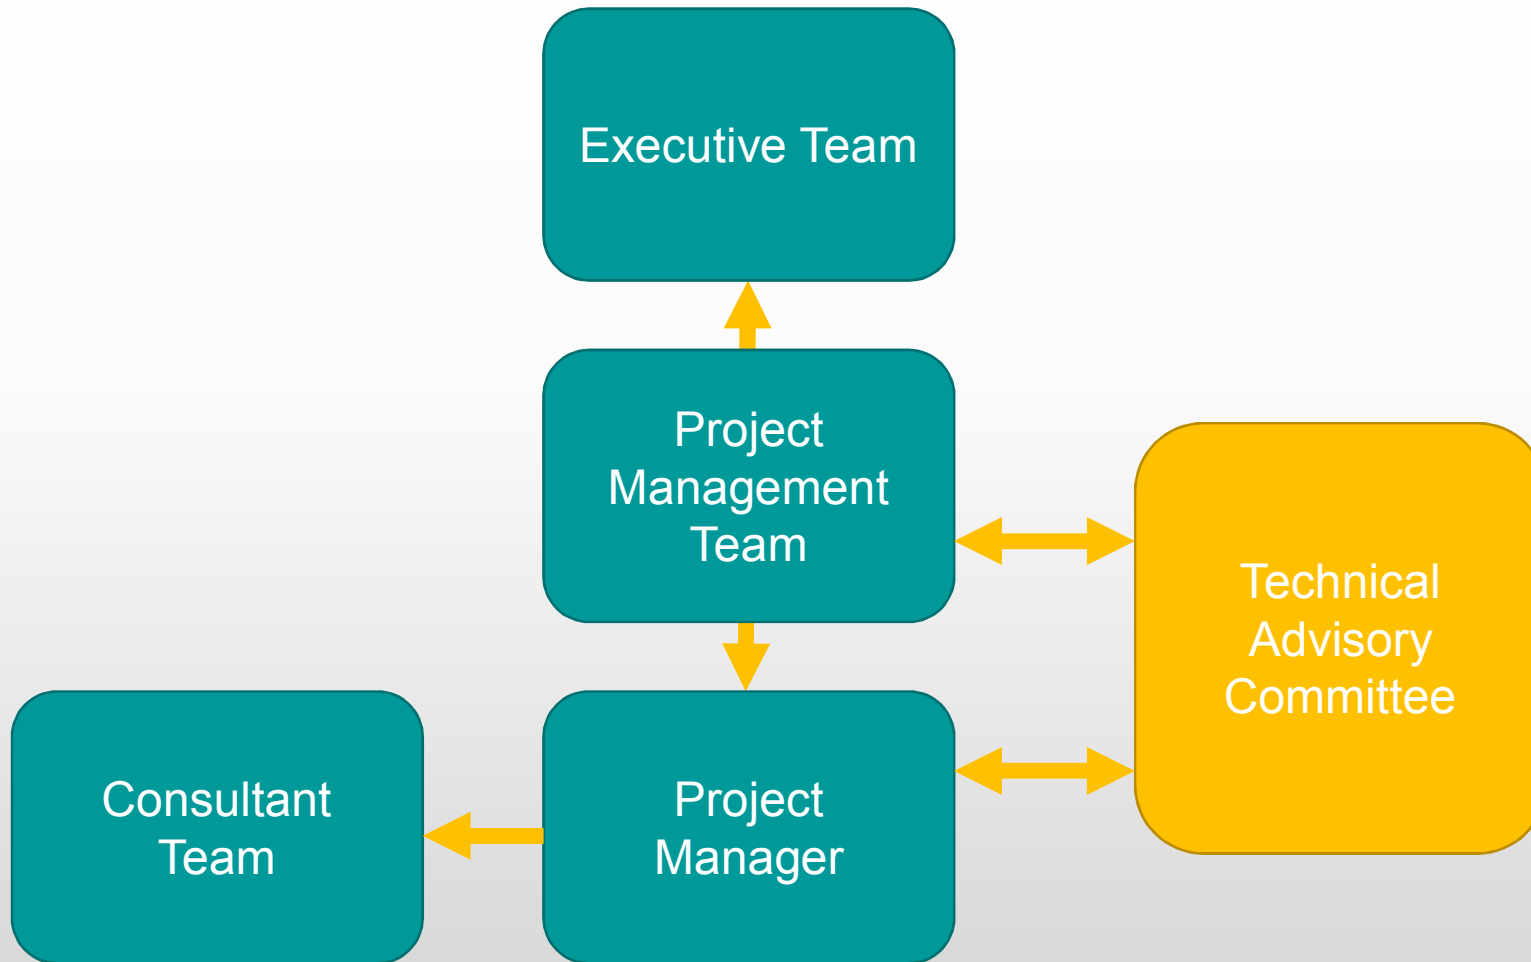 Executive Team
Project
Management
Team
Technical
Advisory
Committee
Consultant
Team
Project
Manager